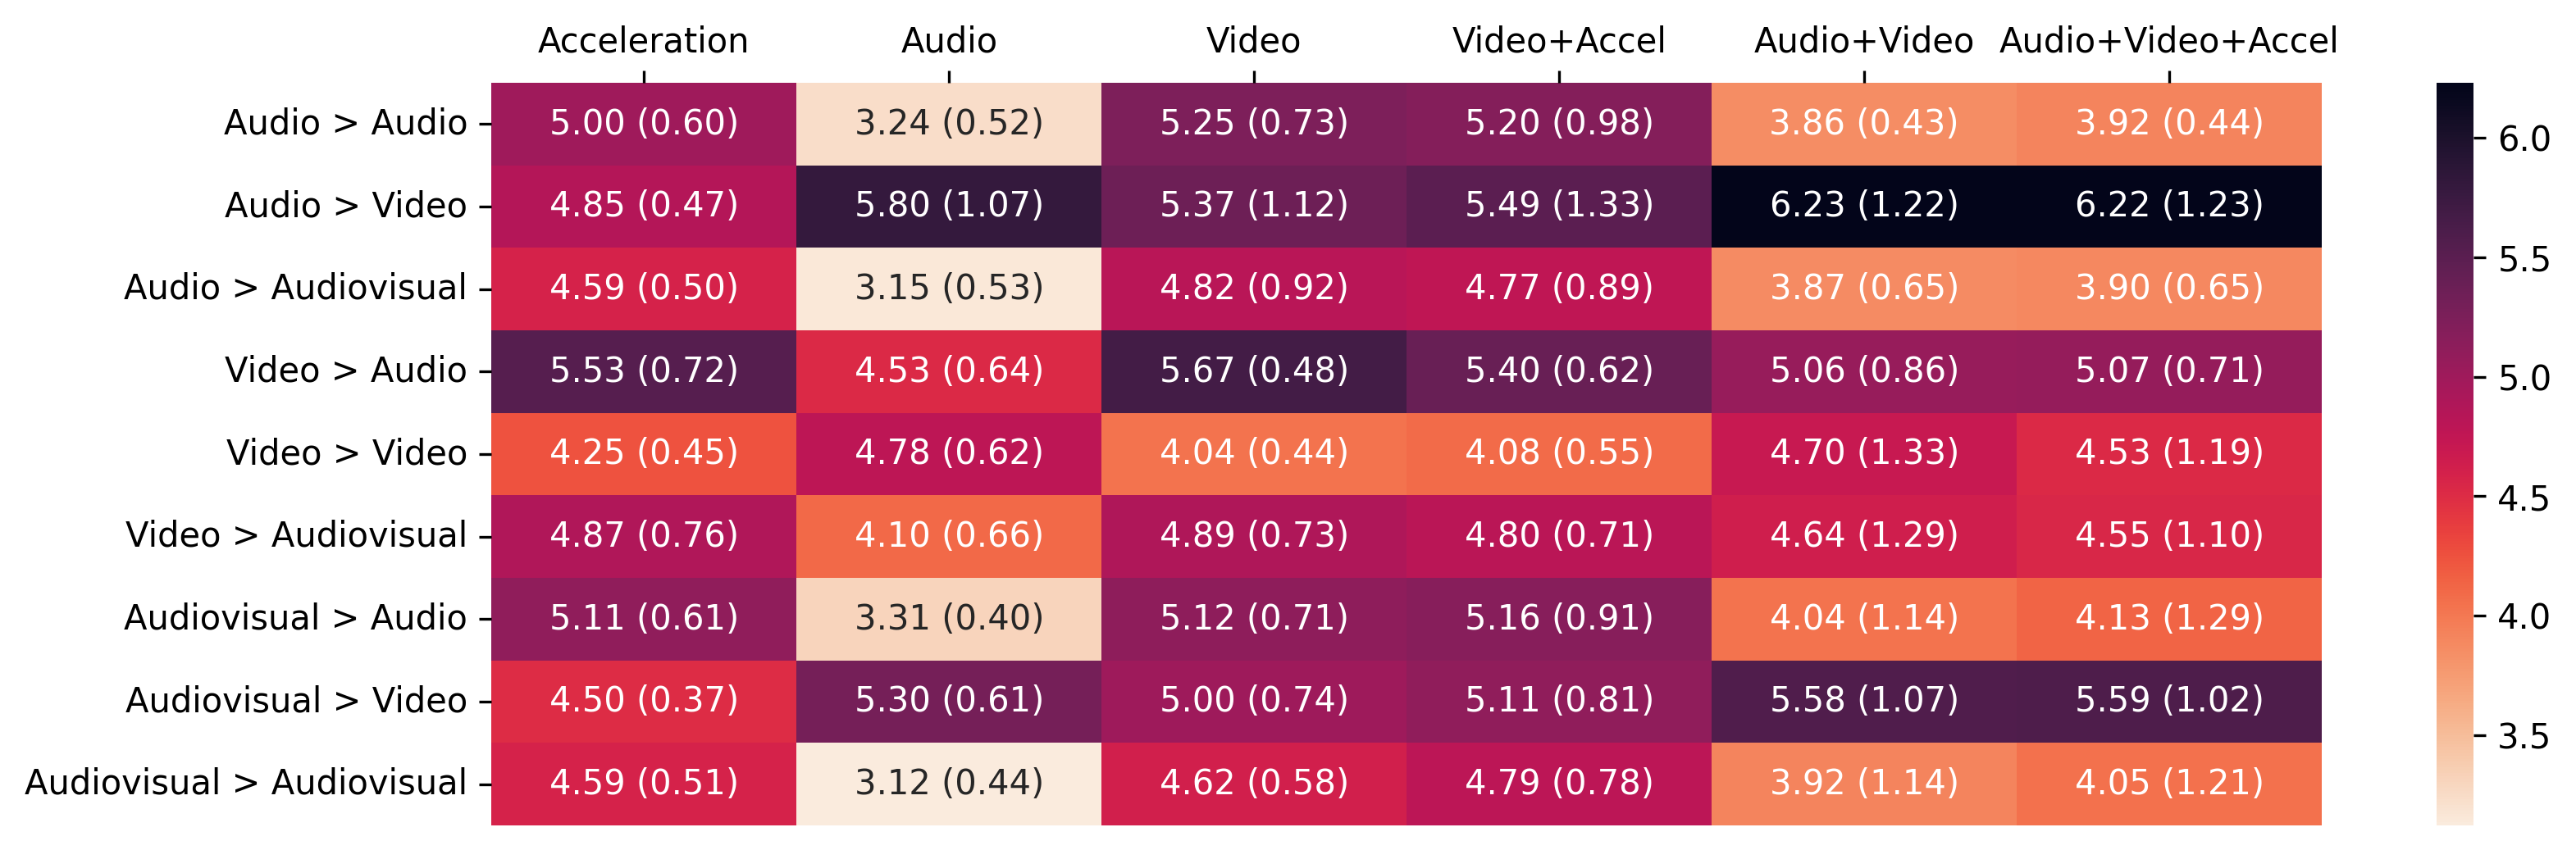 Acceleration Audio Video Video+Accel Audio+Video Audio+Video+Accel
Audio > Audio 5.00 (0.60) 3.24 (0.52) 5.25 (0.73) 5.20 (0.98) 3.86 (0.43) 3.92 (0.44)
Audio > Video 4.85 (0.47) 5.80 (1.07) 5.37 (1.12) 5.49 (1.33) 6.23 (1.22) 6.22 (1.23)
Audio > Audiovisual 4.59 (0.50) 3.15 (0.53) 4.82 (0.92) 4.77 (0.89) 3.87 (0.65) 3.90 (0.65)
Video > Audio 5.53 (0.72) 4.53 (0.64) 5.67 (0.48) 5.40 (0.62) 5.06 (0.86) 5.07 (0.71)
Video > Video 4.25 (0.45) 4.78 (0.62) 4.04 (0.44) 4.08 (0.55) 4.70 (1.33) 4.53 (1.19)
Video > Audiovisual 4.87 (0.76) 4.10 (0.66) 4.89 (0.73) 4.80 (0.71) 4.64 (1.29) 4.55 (1.10)
Audiovisual > Audio 5.11 (0.61) 3.31 (0.40) 5.12 (0.71) 5.16 (0.91) 4.04 (1.14) 4.13 (1.29)
Audiovisual > Video 4.50 (0.37) 5.30 (0.61) 5.00 (0.74) 5.11 (0.81) 5.58 (1.07) 5.59 (1.02)
Audiovisual > Audiovisual 4.59 (0.51) 3.12 (0.44) 4.62 (0.58) 4.79 (0.78) 3.92 (1.14) 4.05 (1.21)
6.0
5.5
5.0
4.5
4.0
3.5